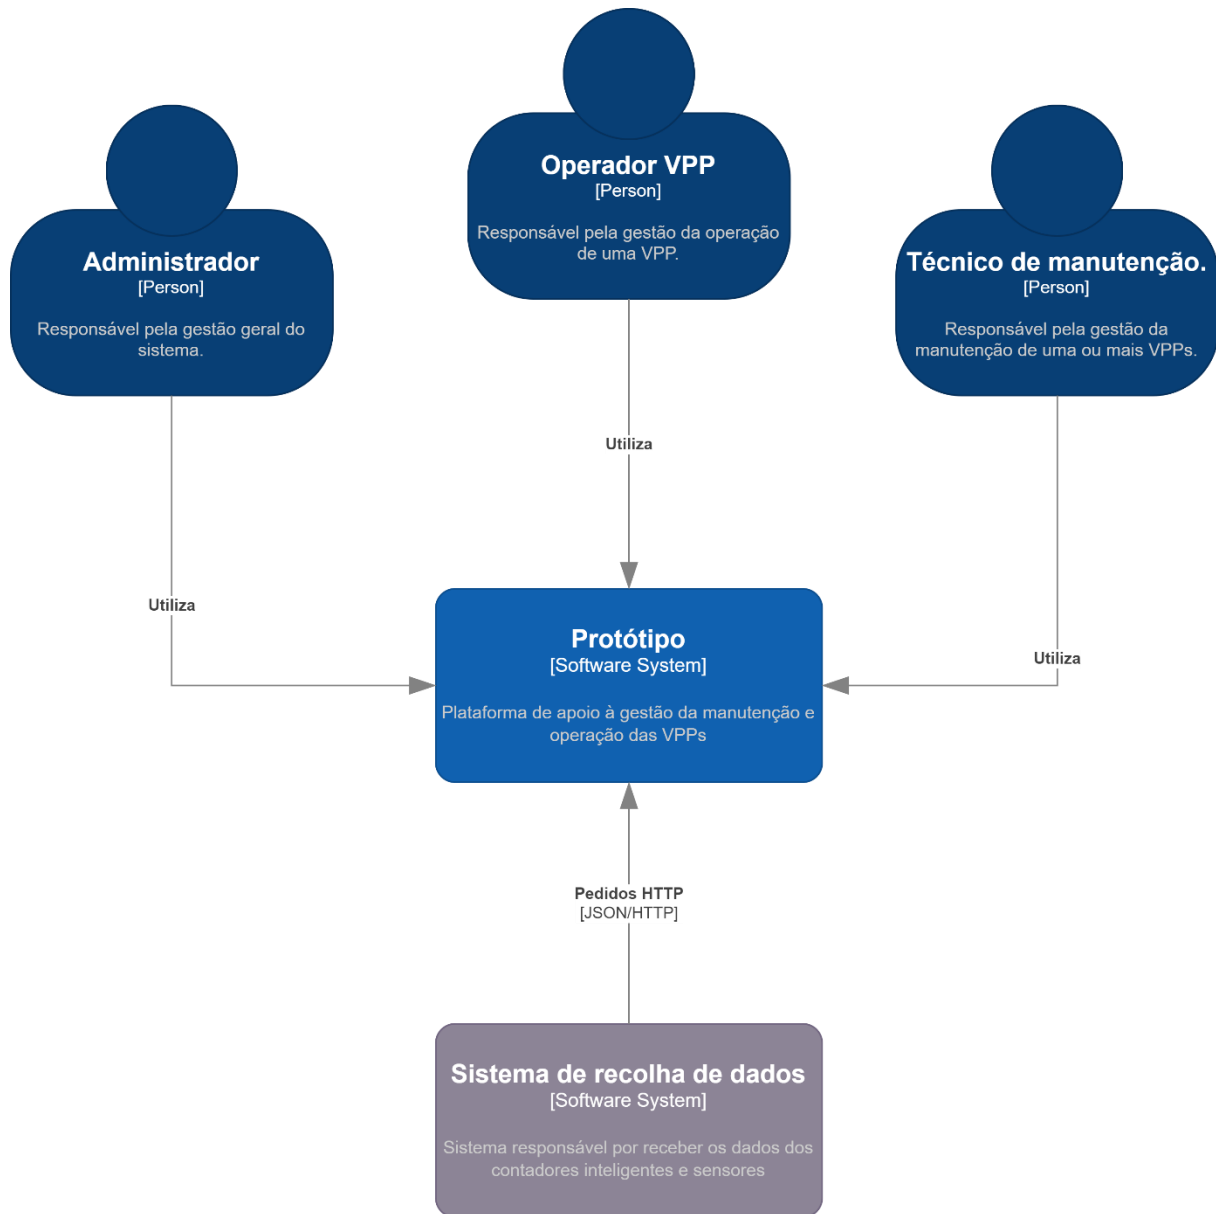 Operador VPP
[Person]
Responsável pela gestão da operação
de uma VPP.
Administrador
[Person]
Responsável pela gestão geral do
sistema.
Técnico de manutenção.
[Person]
Responsável pela gestão da
manutenção de uma ou mais VPPs.
Utiliza
Utiliza
Utiliza
Protótipo
[Software System]
Plataforma de apoio à gestão da manutenção e
operação das VPPs
Pedidos HTTP
[JSON/HTTP]
Sistema de recolha de dados
[Software System]
Sistema responsável por receber os dados dos
contadores inteligentes e sensores